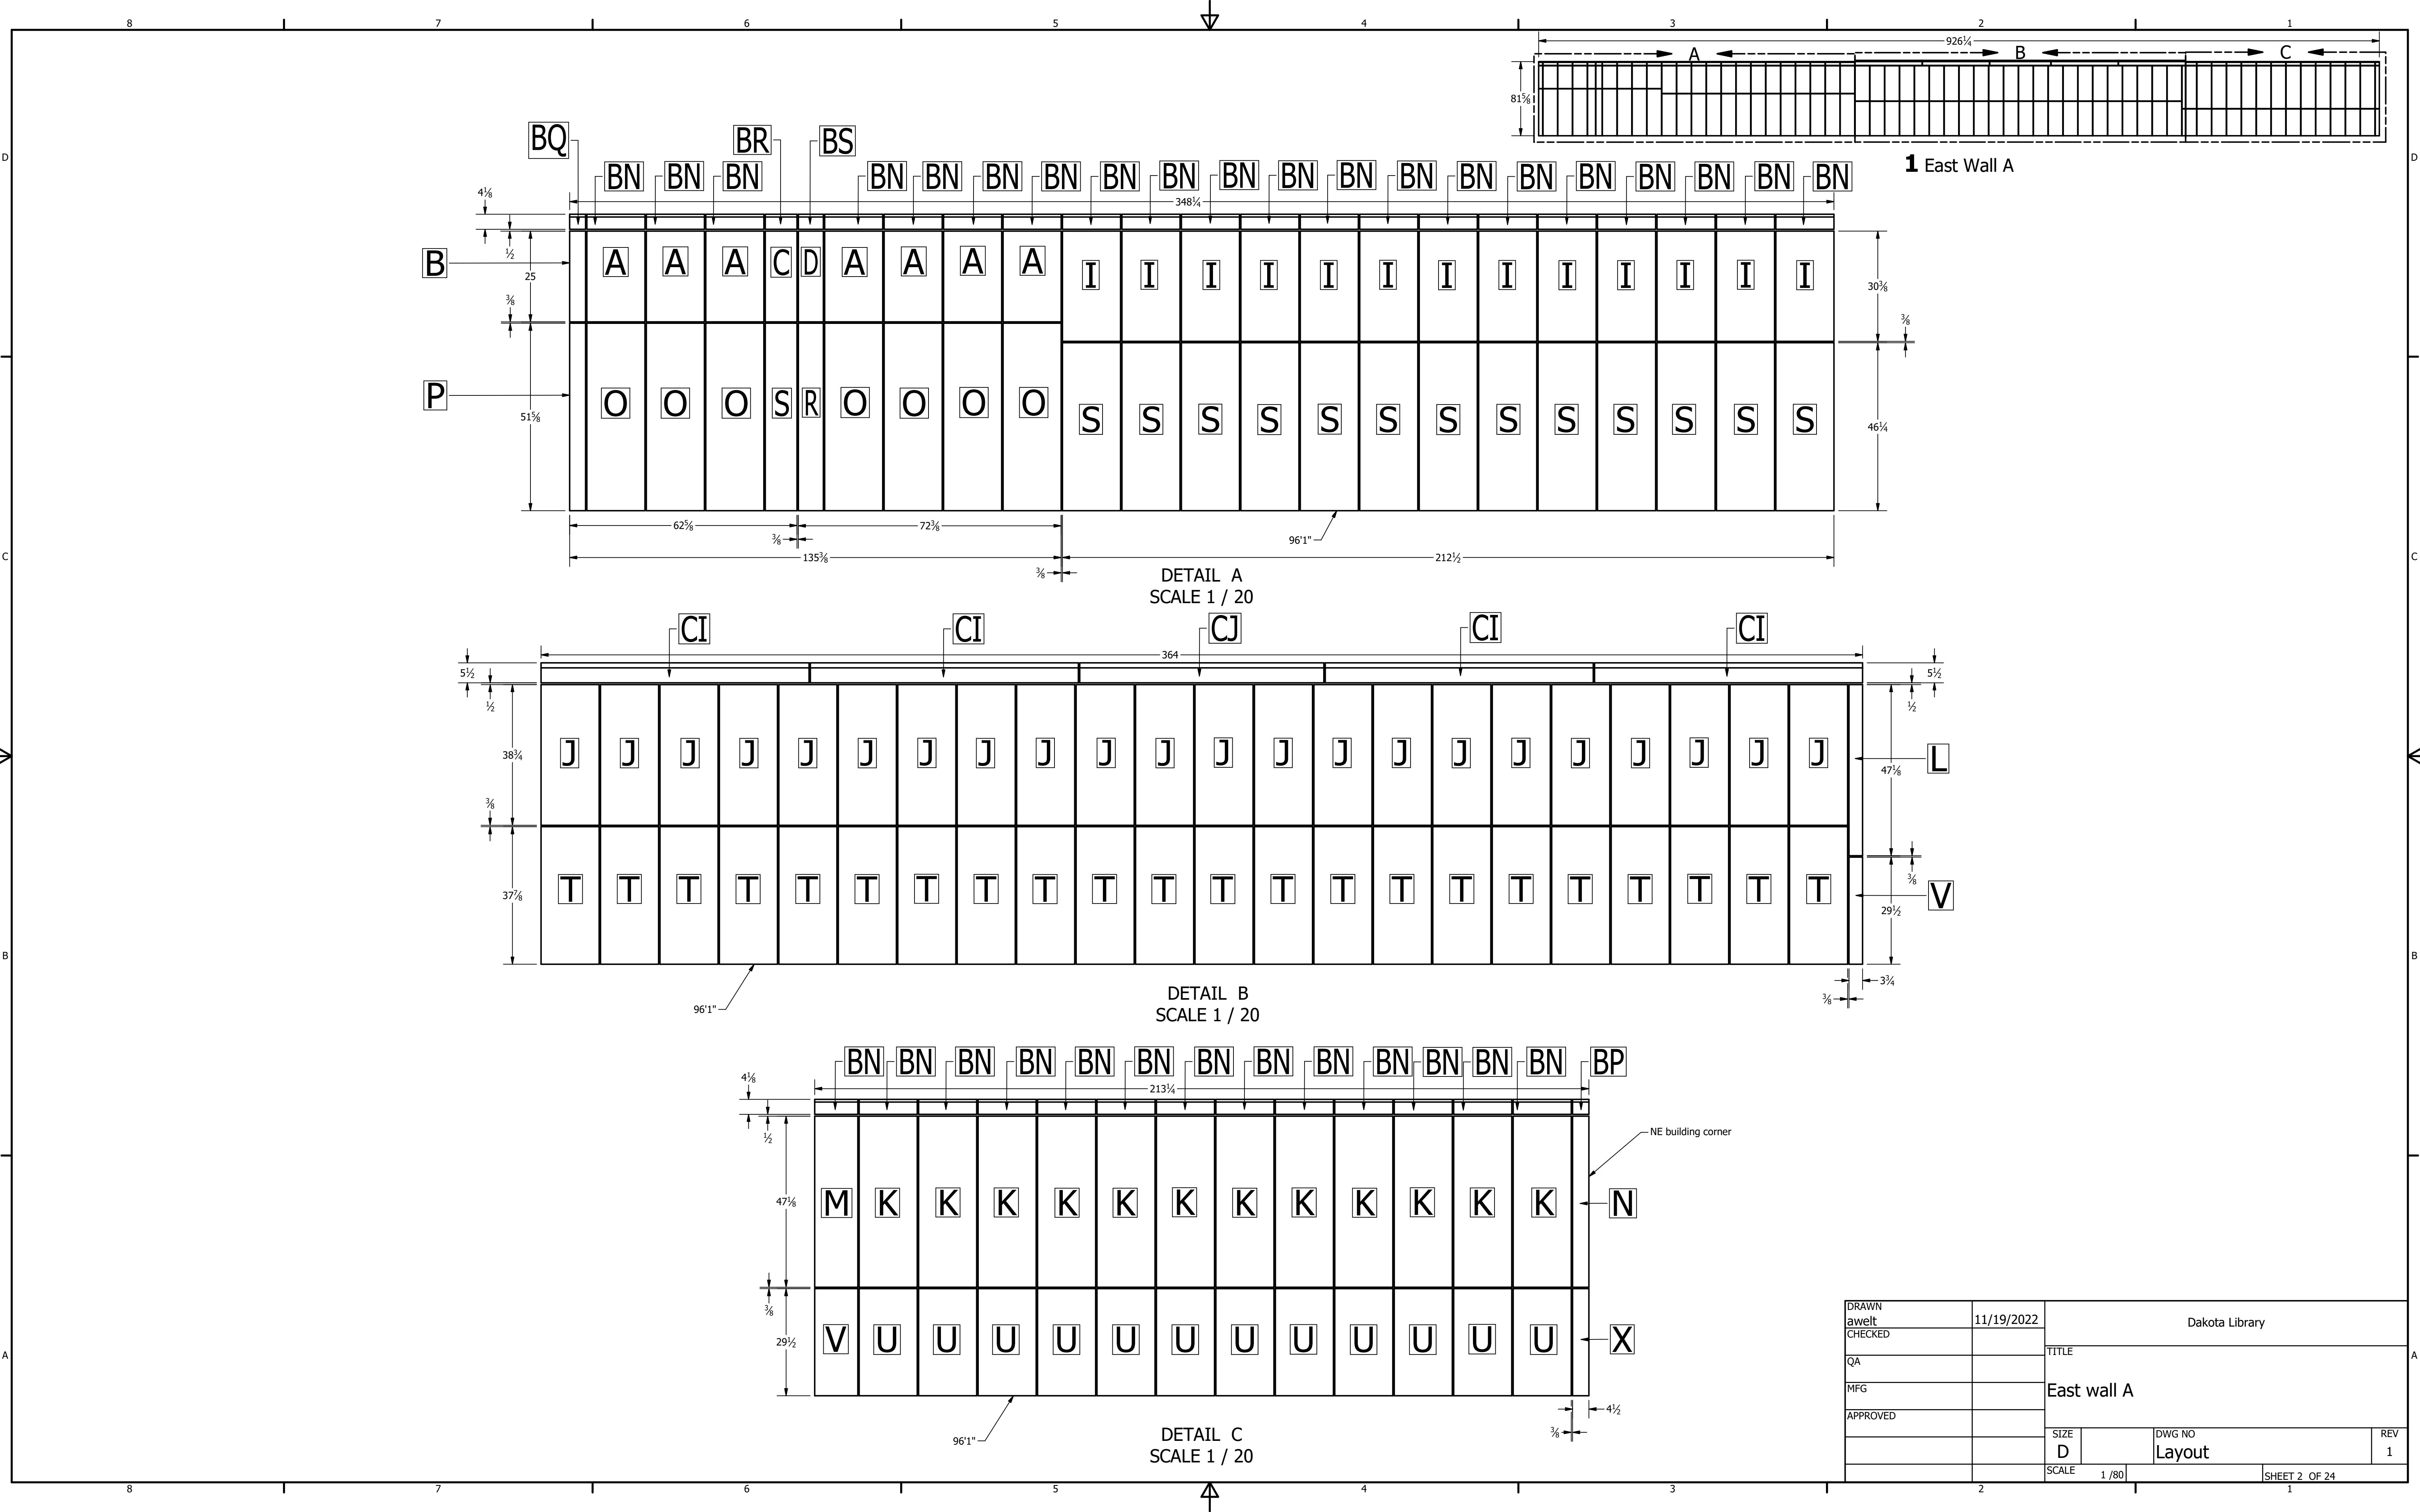 8 7 6 5 4 3 2 1
926¼
A B C
81⅝
1 East Wall A
D D
BQ BR BS
BN BN BN BN BN BN BN BN BN BN BN BN BN BN BN BN BN BN BN BN
348¼
4⅛
½
25
⅜
51⅝
B
P
A A A C D A A A A I I I I I I I I I I I I I
O O O S R O O O O S S S S S S S S S S S S S
30⅜
⅜
46¼
62⅝ 72⅜
⅜
96'1"
C C
135⅜ 212½
⅜
DETAIL A
SCALE 1 / 20
CI CI CJ CI CI
364
5½ 5½
½ ½
38¾
⅜
37⅞
J J J J J J J J J J J J J J J J J J J J J J
L
47⅛
⅜
29½
T T T T T T T T T T T T T T T T T T T T T T
V
B B
3¾
⅜
96'1"
DETAIL B
SCALE 1 / 20
BN BN BN BN BN BN BN BN BN BN BN BN BN BP
213¼
4⅛
½
NE building corner
47⅛
M K K K K K K K K K K K K N
⅜
29½
V U U U U U U U U U U U U X
A A
4½
⅜
96'1"
DETAIL C
SCALE 1 / 20
DRAWN
awelt 11/19/2022
CHECKED
QA
MFG
APPROVED
Dakota Library
TITLE
East wall A
SIZE
D
DWG NO
Layout
REV
1
SCALE 1 /80
SHEET 2 OF 24
8 7 6 5 4 3 2 1